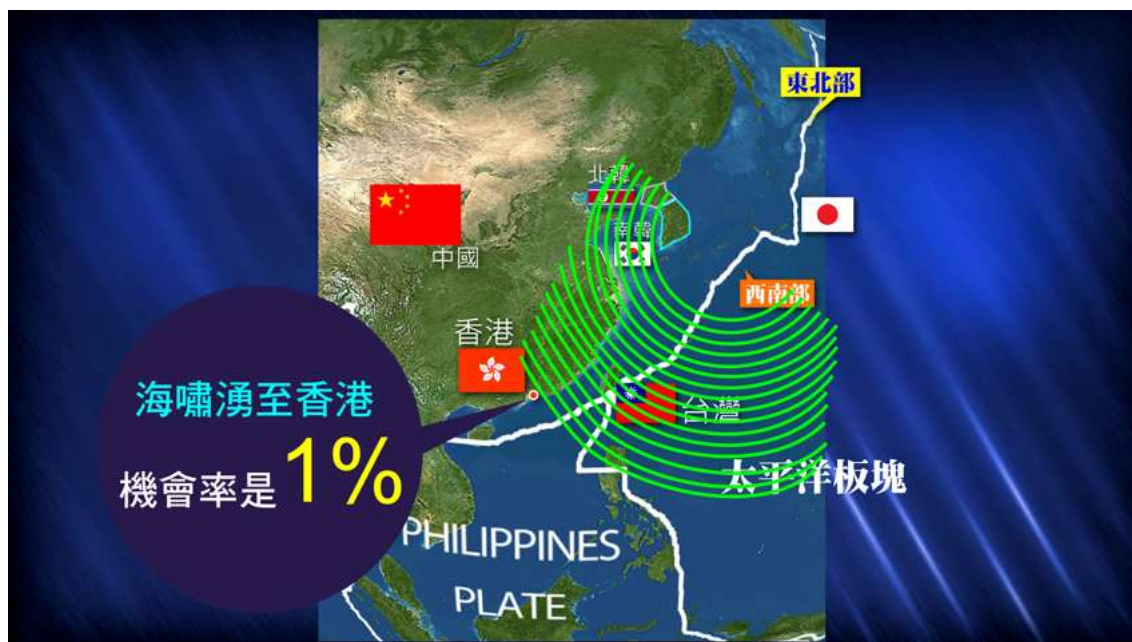 東北部
北韓
南韓
中國
西南部
香港
台灣
海嘯湧至香港
機會率是1%
太平洋板塊
PHILIPPINES
PLATE